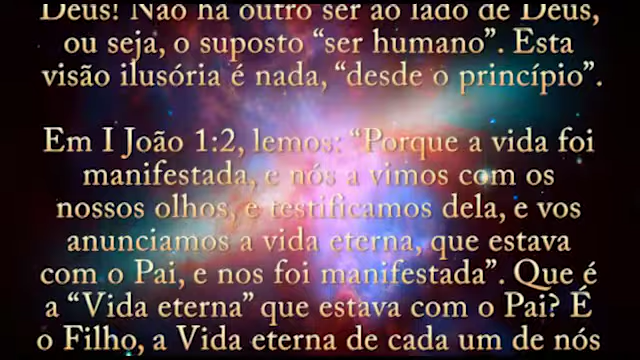 Deus! Não há outro ser ao lado de Deus,
ou seja, o suposto “ser humano”. Esta
visão ilusória é nada, “desde o princípio”.
Em I João 1:2, lemos: “Porque a vida foi
manifestada, e nós a vimos com os
nossos olhos, e testificamos dela, e vos
anunciamos a vida eterna, que estava
com o Pai, e nos foi manifestada”. Que é
a “Vida eterna” que estava com o Pai? É
o Filho, a Vida eterna de cada um de nós